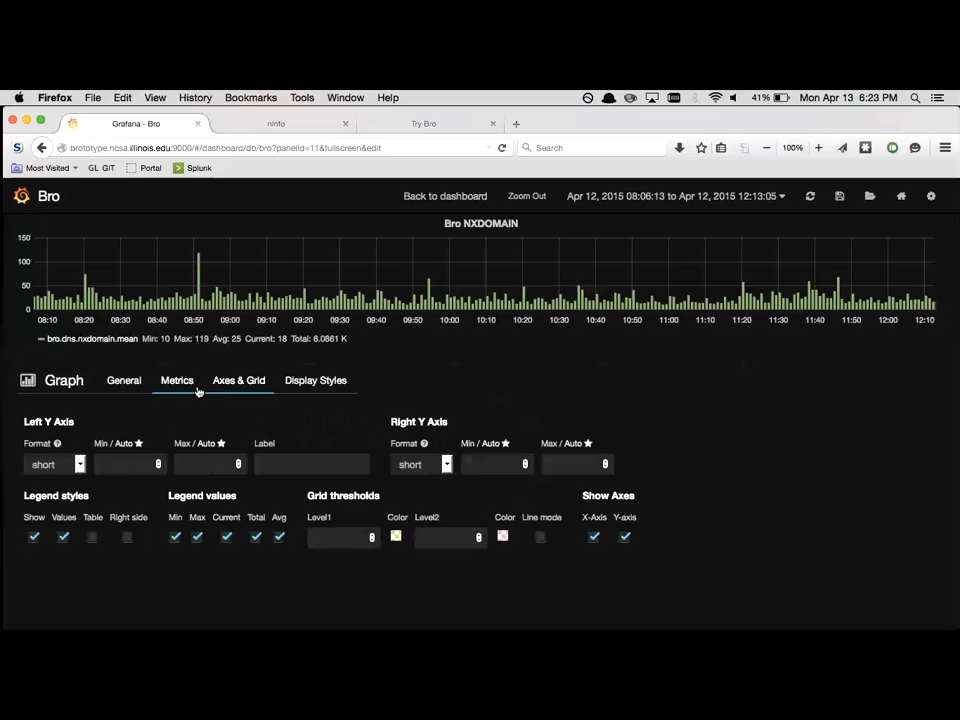 Firefox File Edit View History Bookmarks Tools Window Help 41% Mon Apr 13 6:23 PM
Grafana - Bro ninfo Try Bro
prototype.ncsa.illinois.edu:9000/#/dashboard/db/bro?panelId=11&fullscreen&edit Search 100%
Most Visited GL GIT Portal Splunk
Bro Back to dashboard Zoom Out Apr 12, 2015 08:06:13 to Apr 12, 2015 12:13:05
Bro NXDOMAIN
150
100
50
0
08:10 08:20 08:30 08:40 08:50 09:00 09:10 09:20 09:30 09:40 09:50 10:00 10:10 10:20 10:30 10:40 10:50 11:00 11:10 11:20 11:30 11:40 11:50 12:00 12:10
bro.dns.nxdomain.mean Min: 10 Max: 119 Avg: 25 Current: 18 Total: 6.0861 K
Graph General Metrics Axes & Grid Display Styles
Left Y Axis Right Y Axis
Format Min / Auto Max / Auto Label Format Min / Auto Max / Auto
short 0 0 short 0 0
Legend styles Legend values Grid thresholds Show Axes
Show Values Table Right side Min Max Current Total Avg Level1 Color Level2 Color Line mode X-Axis Y-axis
0 0